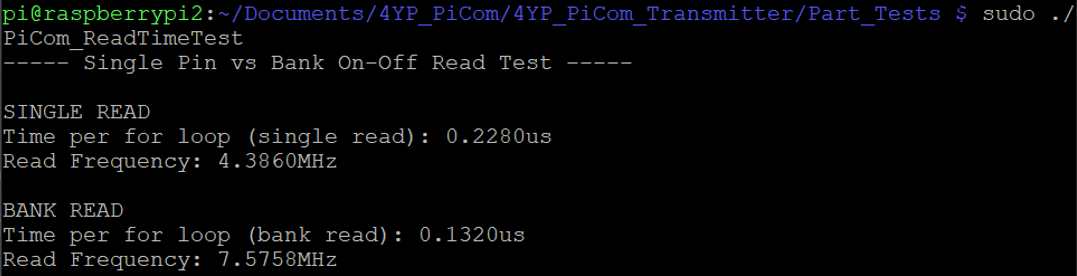 pi@raspberrypi2:~/Documents/4YP_PiCom/4YP_PiCom_Transmitter/Part_Tests $ sudo ./
PiCom_ReadTimeTest
----- Single Pin vs Bank On-Off Read Test -----
SINGLE READ
Time per for loop (single read): 0.2280us
Read Frequency: 4.3860MHz
BANK READ
Time per for loop (bank read): 0.1320us
Read Frequency: 7.5758MHz